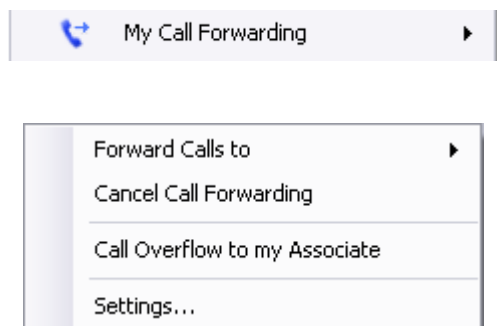 My Call Forwarding
Forward Calls to
Cancel Call Forwarding
Call Overflow to my Associate
Settings...